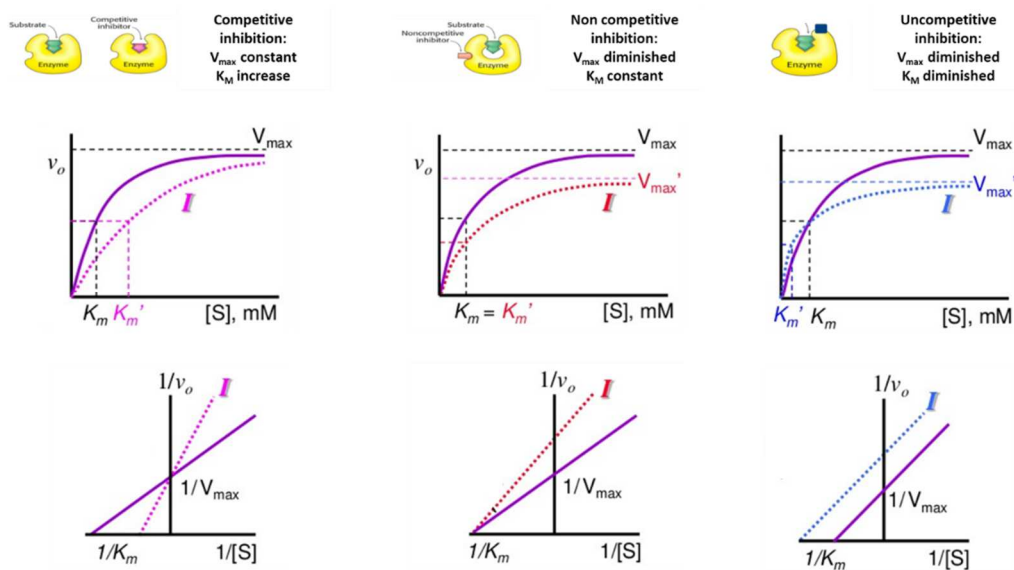 Substrate
Competitive
inhibitor
Enzyme
Enzyme
Competitive
inhibition:
Vmax constant
KM increase
Substrate
Noncompetitive
inhibitor
Enzyme
Non competitive
inhibition:
Vmax diminished
KM constant
Enzyme
Uncompetitive
inhibition:
Vmax diminished
KM diminished
vo
Vmax
I
Km Km’ [S], mM
vo
Vmax
Vmax’
I
Km = Km’ [S], mM
Vmax
Vmax’
I
Km’ Km [S], mM
1/vo
I
1/Vmax
1/Km 1/[S]
1/vo
I
1/Vmax
1/Km 1/[S]
1/vo
I
1/Vmax
1/Km 1/[S]